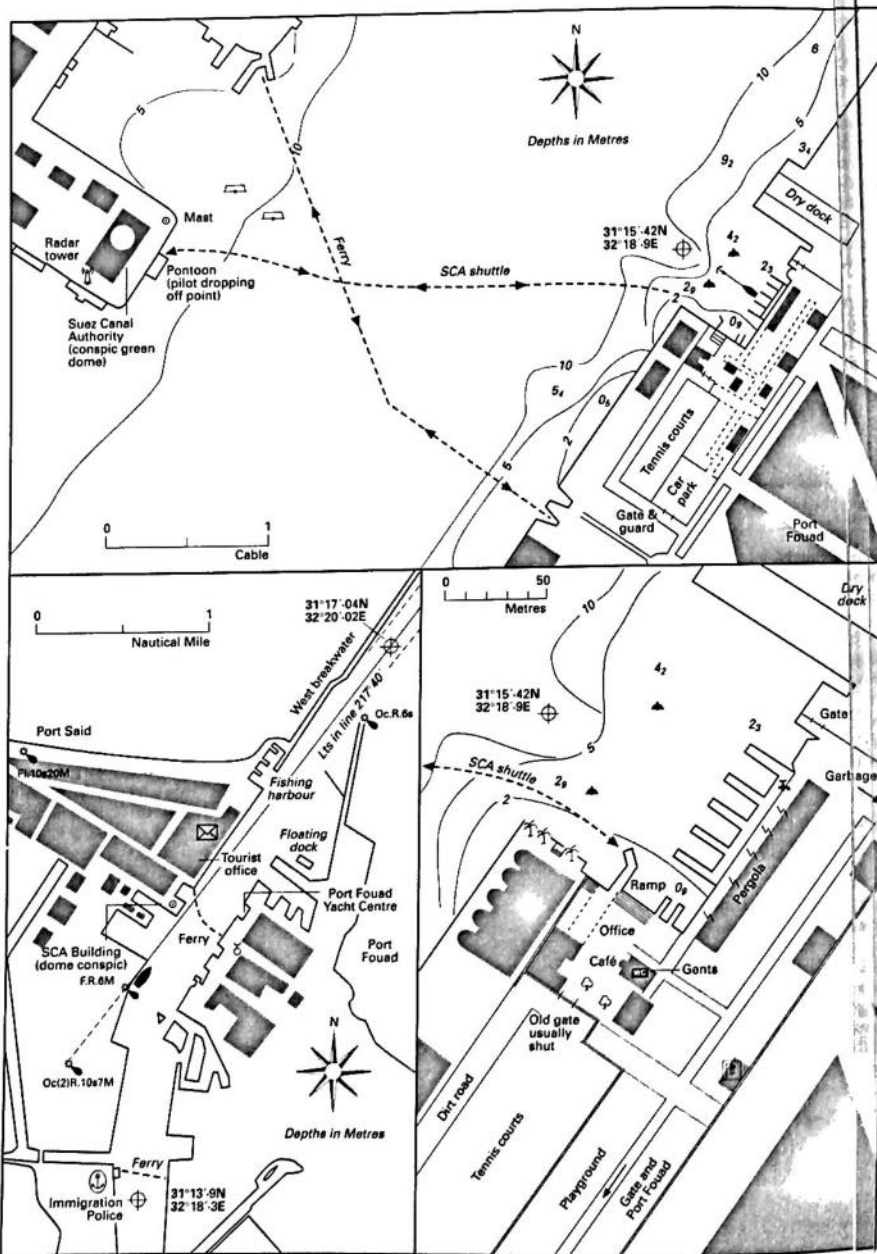 N
Depths in Metres
6
10
5
3₄
9₂
Dry dock
5
10
Mast
Radar
tower
Pontoon
(pilot dropping
off point)
Ferry
SCA shuttle
31°15'·42N
32°18'·9E
4₂
2₃
2₉
2
0₉
Suez Canal
Authority
(conspic green
dome)
10
5₄
0₅
5
2
Tennis courts
Car
park
Gate &
guard
Port
Fouad
0 1
Cable
0 1
Nautical Mile
31°17'·04N
32°20'·02E
West breakwater
Lts in line 217°40'
Oc.R.6s
Port Said
Fl.10s20M
Fishing
harbour
Floating
dock
Tourist
office
Port Fouad
Yacht Centre
Ferry
Port
Fouad
SCA Building
(dome conspic)
F.R.6M
N
Oc(2)R.10s7M
Depths in Metres
Ferry
Immigration
Police
31°13'·9N
32°18'·3E
0 50
Metres
10
Dry
dock
4₂
31°15'·42N
32°18'·9E
2₃
Gate
5
SCA shuttle
2₉
2
Garbage
Ramp
0₉
Pergola
Office
Café
WC
Gents
Old gate
usually
shut
Dirt road
Tennis courts
Playground
Gate and
Port Fouad